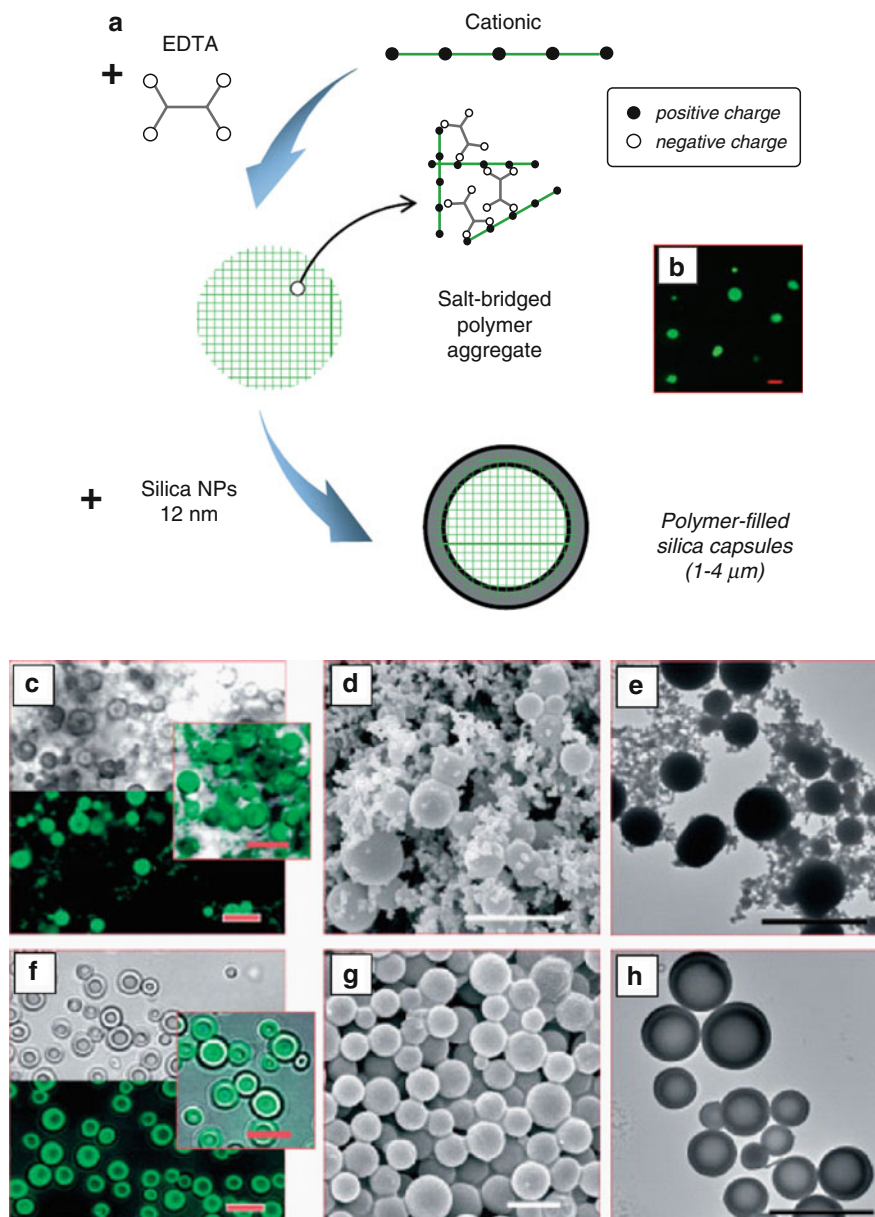 a
EDTA
+
Cationic
positive charge
negative charge
b
Salt-bridged
polymer
aggregate
+
Silica NPs
12 nm
Polymer-filled
silica capsules
(1-4 μm)
c
d
e
f
g
h